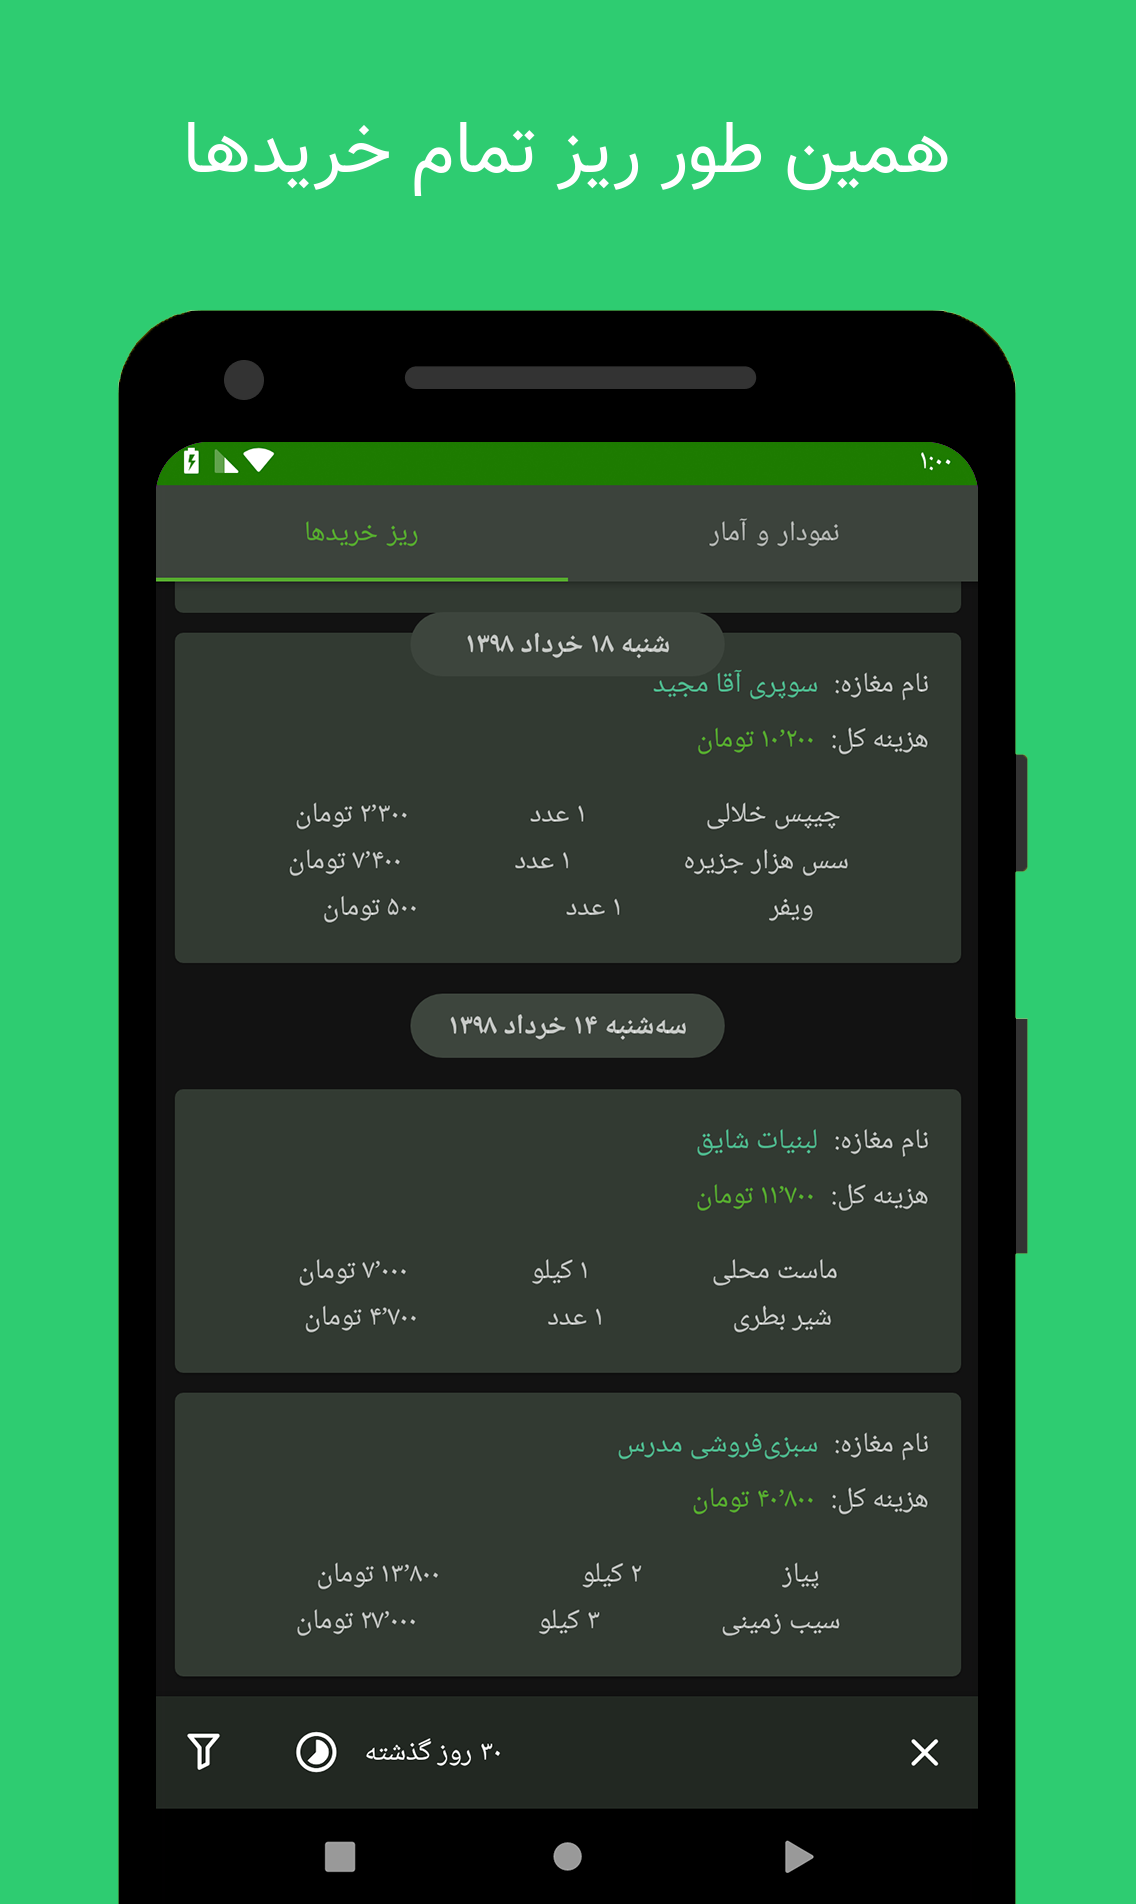 همین طور ریز تمام خریدها
۱:۰۰
نمودار و آمار
ریز خریدها
شنبه ۱۸ خرداد ۱۳۹۸
نام مغازه: سوپری آقا مجید
هزینه کل: ۱۰٬۲۰۰ تومان
چیپس خلالی ۱ عدد ۲٬۳۰۰ تومان
سس هزار جزیره ۱ عدد ۷٬۴۰۰ تومان
ویفر ۱ عدد ۵۰۰ تومان
سه‌شنبه ۱۴ خرداد ۱۳۹۸
نام مغازه: لبنیات شایق
هزینه کل: ۱۱٬۷۰۰ تومان
ماست محلی ۱ کیلو ۷٬۰۰۰ تومان
شیر بطری ۱ عدد ۴٬۷۰۰ تومان
نام مغازه: سبزی‌فروشی مدرس
هزینه کل: ۴۰٬۸۰۰ تومان
پیاز ۲ کیلو ۱۳٬۸۰۰ تومان
سیب زمینی ۳ کیلو ۲۷٬۰۰۰ تومان
۳۰ روز گذشته